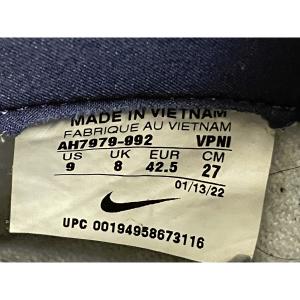 MADE IN VIETNAM
FABRIQUE AU VIETNAM
AH7979-992 VPNI
US UK EUR CM
9 8 42.5 27
01/13/22
UPC 00194958673116